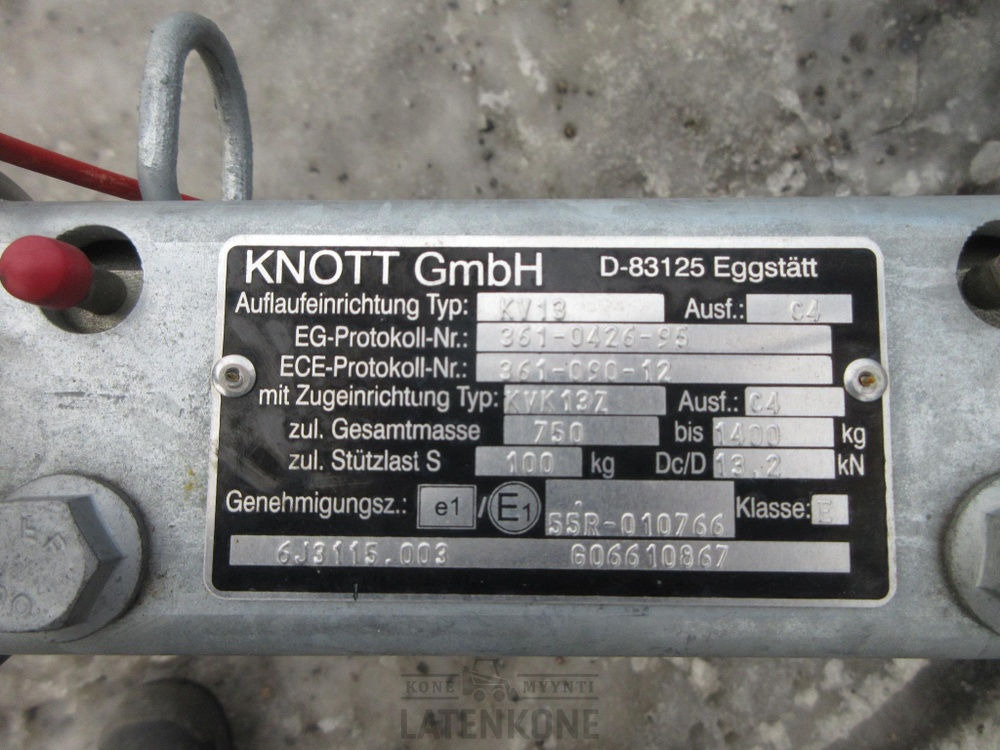 KNOTT GmbH D-83125 Eggstätt
Auflaufeinrichtung Typ: KV13 Ausf.: C4
EG-Protokoll-Nr.: 361-0426-95
ECE-Protokoll-Nr.: 361-090-12
mit Zugeinrichtung Typ: KVK13Z Ausf.: C4
zul. Gesamtmasse 750 bis 1400 kg
zul. Stützlast S 100 kg Dc/D 13.2 kN
Genehmigungsz.: e1 / E1 55R-010766 Klasse: E
6J3115.003 G06610867
KONE MYYNTI
LATENKONE